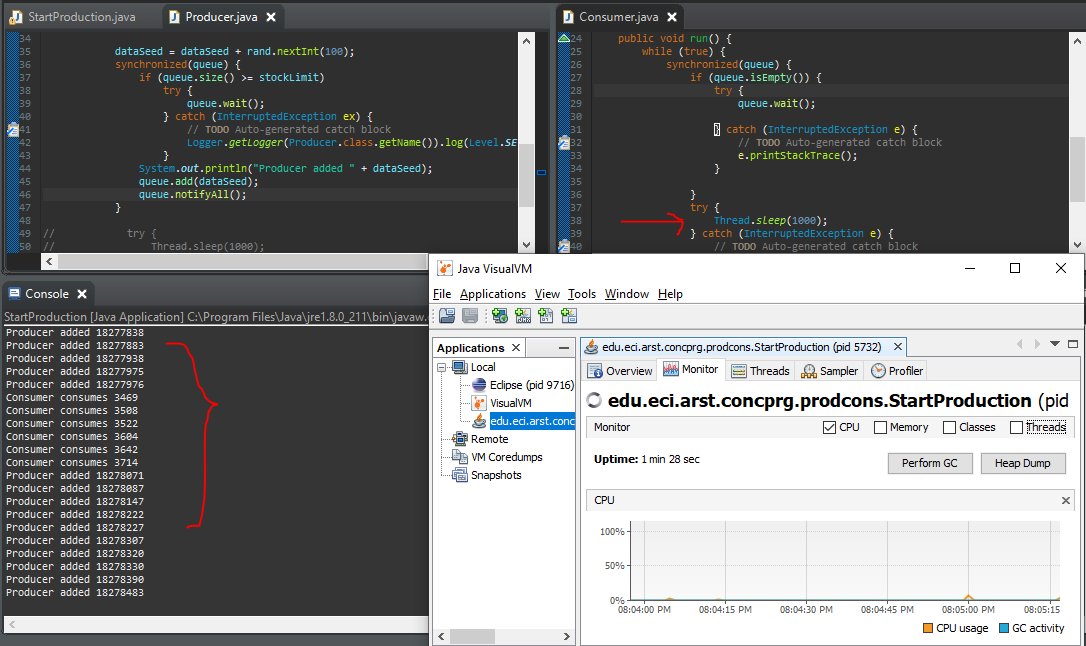 StartProduction.java
Producer.java
34
35 dataSeed = dataSeed + rand.nextInt(100);
36 synchronized(queue) {
37 if (queue.size() >= stockLimit)
38 try {
39 queue.wait();
40 } catch (InterruptedException ex) {
41 // TODO Auto-generated catch block
42 Logger.getLogger(Producer.class.getName()).log(Level.SE
43 }
44 System.out.println("Producer added " + dataSeed);
45 queue.add(dataSeed);
46 queue.notifyAll();
47 }
48
49 // try {
50 // Thread.sleep(1000);
Consumer.java
24 public void run() {
25 while (true) {
26 synchronized(queue) {
27 if (queue.isEmpty()) {
28 try {
29 queue.wait();
30
31 } catch (InterruptedException e) {
32 // TODO Auto-generated catch block
33 e.printStackTrace();
34 }
35
36 }
37 try {
38 Thread.sleep(1000);
39 } catch (InterruptedException e) {
40 // TODO Auto-generated catch block
Console
StartProduction [Java Application] C:\Program Files\Java\jre1.8.0_211\bin\javaw.
Producer added 18277838
Producer added 18277883
Producer added 18277938
Producer added 18277975
Producer added 18277976
Consumer consumes 3469
Consumer consumes 3508
Consumer consumes 3522
Consumer consumes 3604
Consumer consumes 3642
Consumer consumes 3714
Producer added 18278071
Producer added 18278087
Producer added 18278147
Producer added 18278222
Producer added 18278227
Producer added 18278307
Producer added 18278320
Producer added 18278330
Producer added 18278390
Producer added 18278483
Java VisualVM
File Applications View Tools Window Help
Applications
Local
Eclipse (pid 9716)
VisualVM
edu.eci.arst.conc
Remote
VM Coredumps
Snapshots
edu.eci.arst.concprg.prodcons.StartProduction (pid 5732)
Overview Monitor Threads Sampler Profiler
edu.eci.arst.concprg.prodcons.StartProduction (pid
Monitor CPU Memory Classes Threads
Uptime: 1 min 28 sec
Perform GC Heap Dump
CPU
100%
50%
0%
08:04:00 PM 08:04:15 PM 08:04:30 PM 08:04:45 PM 08:05:00 PM 08:05:15
CPU usage GC activity